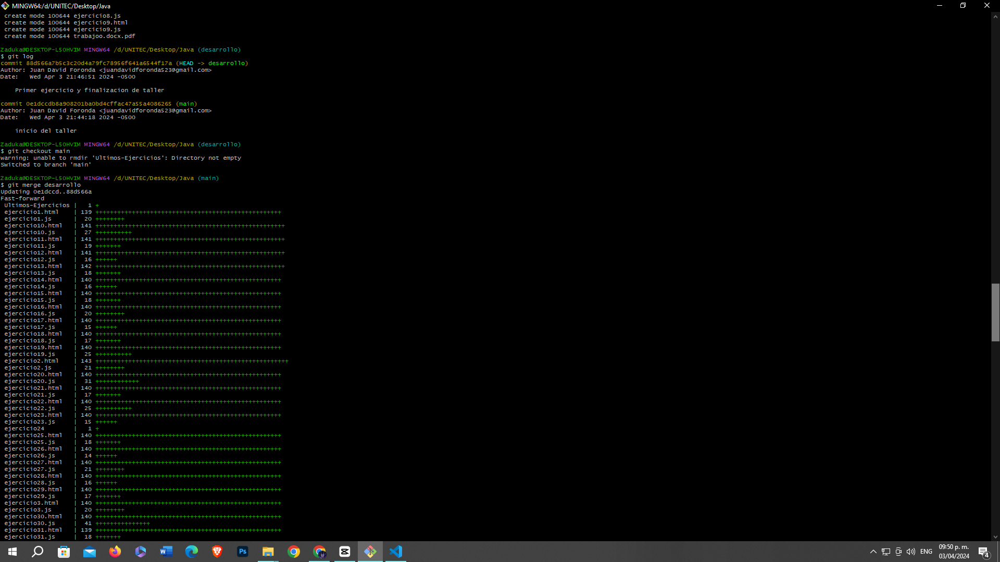 MINGW64:/d/UNITEC/Desktop/Java
 create mode 100644 ejercicio8.js
 create mode 100644 ejercicio9.html
 create mode 100644 ejercicio9.js
 create mode 100644 trabajoo.docx.pdf
Zaduka@DESKTOP-L5OHVIM MINGW64 /d/UNITEC/Desktop/Java (desarrollo)
$ git log
commit 88d566a7b5c3c20d4a79fc78956f641a6544f17a (HEAD -> desarrollo)
Author: Juan David Foronda <juandavidforonda523@gmail.com>
Date:   Wed Apr 3 21:46:51 2024 -0500
    Primer ejercicio y finalizacion de taller
commit 0e1dccdb8a908201ba0bd4cffac47a55a4086265 (main)
Author: Juan David Foronda <juandavidforonda523@gmail.com>
Date:   Wed Apr 3 21:44:18 2024 -0500
    inicio del taller
Zaduka@DESKTOP-L5OHVIM MINGW64 /d/UNITEC/Desktop/Java (desarrollo)
$ git checkout main
warning: unable to rmdir 'Ultimos-Ejercicios': Directory not empty
Switched to branch 'main'
Zaduka@DESKTOP-L5OHVIM MINGW64 /d/UNITEC/Desktop/Java (main)
$ git merge desarrollo
Updating 0e1dccd..88d566a
Fast-forward
 Ultimos-Ejercicios |   1 +
 ejercicio1.html    | 139 +++++++++++++++++++++++++++++++++++++++++++++++++++
 ejercicio1.js      |  20 ++++++++
 ejercicio10.html   | 141 ++++++++++++++++++++++++++++++++++++++++++++++++++++
 ejercicio10.js     |  27 ++++++++++
 ejercicio11.html   | 141 ++++++++++++++++++++++++++++++++++++++++++++++++++++
 ejercicio11.js     |  19 +++++++
 ejercicio12.html   | 141 ++++++++++++++++++++++++++++++++++++++++++++++++++++
 ejercicio12.js     |  16 ++++++
 ejercicio13.html   | 142 ++++++++++++++++++++++++++++++++++++++++++++++++++++
 ejercicio13.js     |  18 +++++++
 ejercicio14.html   | 140 +++++++++++++++++++++++++++++++++++++++++++++++++++
 ejercicio14.js     |  16 ++++++
 ejercicio15.html   | 140 +++++++++++++++++++++++++++++++++++++++++++++++++++
 ejercicio15.js     |  18 +++++++
 ejercicio16.html   | 140 +++++++++++++++++++++++++++++++++++++++++++++++++++
 ejercicio16.js     |  20 ++++++++
 ejercicio17.html   | 140 +++++++++++++++++++++++++++++++++++++++++++++++++++
 ejercicio17.js     |  15 ++++++
 ejercicio18.html   | 140 +++++++++++++++++++++++++++++++++++++++++++++++++++
 ejercicio18.js     |  17 +++++++
 ejercicio19.html   | 140 +++++++++++++++++++++++++++++++++++++++++++++++++++
 ejercicio19.js     |  25 ++++++++++
 ejercicio2.html    | 143 +++++++++++++++++++++++++++++++++++++++++++++++++++++
 ejercicio2.js      |  21 ++++++++
 ejercicio20.html   | 140 +++++++++++++++++++++++++++++++++++++++++++++++++++
 ejercicio20.js     |  31 ++++++++++++
 ejercicio21.html   | 140 +++++++++++++++++++++++++++++++++++++++++++++++++++
 ejercicio21.js     |  17 +++++++
 ejercicio22.html   | 140 +++++++++++++++++++++++++++++++++++++++++++++++++++
 ejercicio22.js     |  25 ++++++++++
 ejercicio23.html   | 140 +++++++++++++++++++++++++++++++++++++++++++++++++++
 ejercicio23.js     |  15 ++++++
 ejercicio24        |   1 +
 ejercicio25.html   | 140 +++++++++++++++++++++++++++++++++++++++++++++++++++
 ejercicio25.js     |  18 +++++++
 ejercicio26.html   | 140 +++++++++++++++++++++++++++++++++++++++++++++++++++
 ejercicio26.js     |  14 ++++++
 ejercicio27.html   | 140 +++++++++++++++++++++++++++++++++++++++++++++++++++
 ejercicio27.js     |  21 ++++++++
 ejercicio28.html   | 140 +++++++++++++++++++++++++++++++++++++++++++++++++++
 ejercicio28.js     |  16 ++++++
 ejercicio29.html   | 140 +++++++++++++++++++++++++++++++++++++++++++++++++++
 ejercicio29.js     |  17 +++++++
 ejercicio3.html    | 140 +++++++++++++++++++++++++++++++++++++++++++++++++++
 ejercicio3.js      |  20 ++++++++
 ejercicio30.html   | 140 +++++++++++++++++++++++++++++++++++++++++++++++++++
 ejercicio30.js     |  41 +++++++++++++++
 ejercicio31.html   | 139 +++++++++++++++++++++++++++++++++++++++++++++++++++
 ejercicio31.js     |  18 +++++++
Ps
ENG
09:50 p. m.
03/04/2024
4